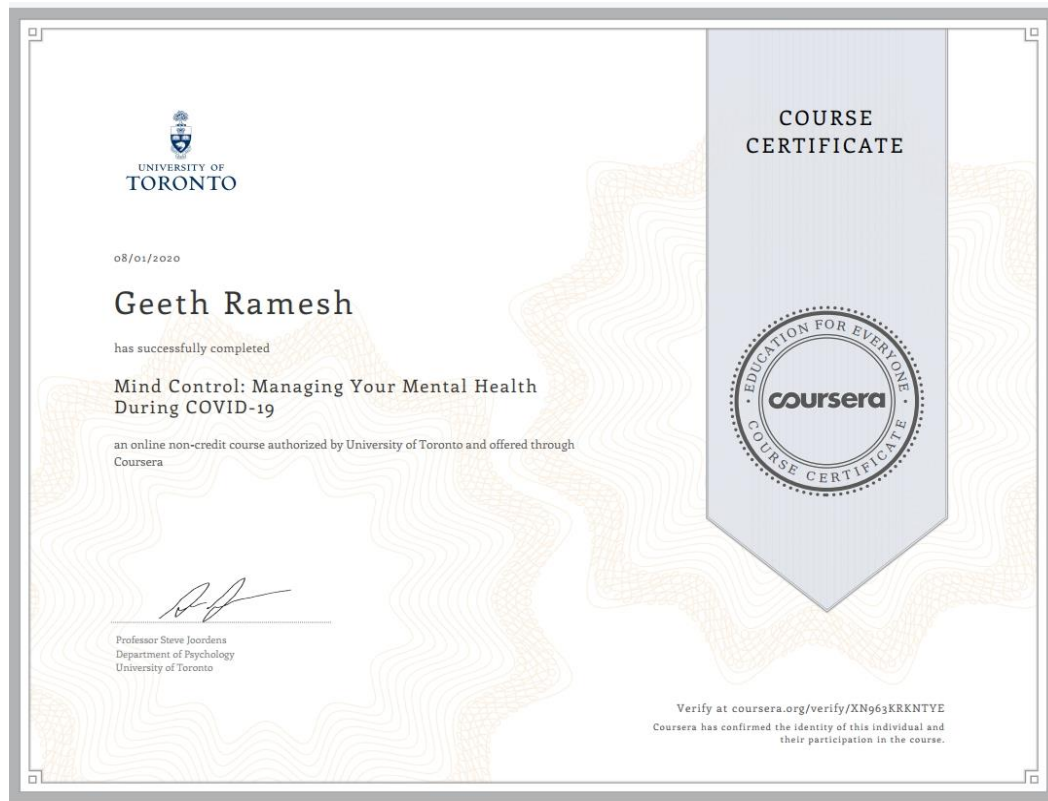 UNIVERSITY OF
TORONTO
08/01/2020
Geeth Ramesh
has successfully completed
Mind Control: Managing Your Mental Health
During COVID-19
an online non-credit course authorized by University of Toronto and offered through
Coursera
Professor Steve Joordens
Department of Psychology
University of Toronto
COURSE
CERTIFICATE
EDUCATION FOR EVERYONE
coursera
COURSE CERTIFICATE
Verify at coursera.org/verify/XN963KRKNTYE
Coursera has confirmed the identity of this individual and
their participation in the course.